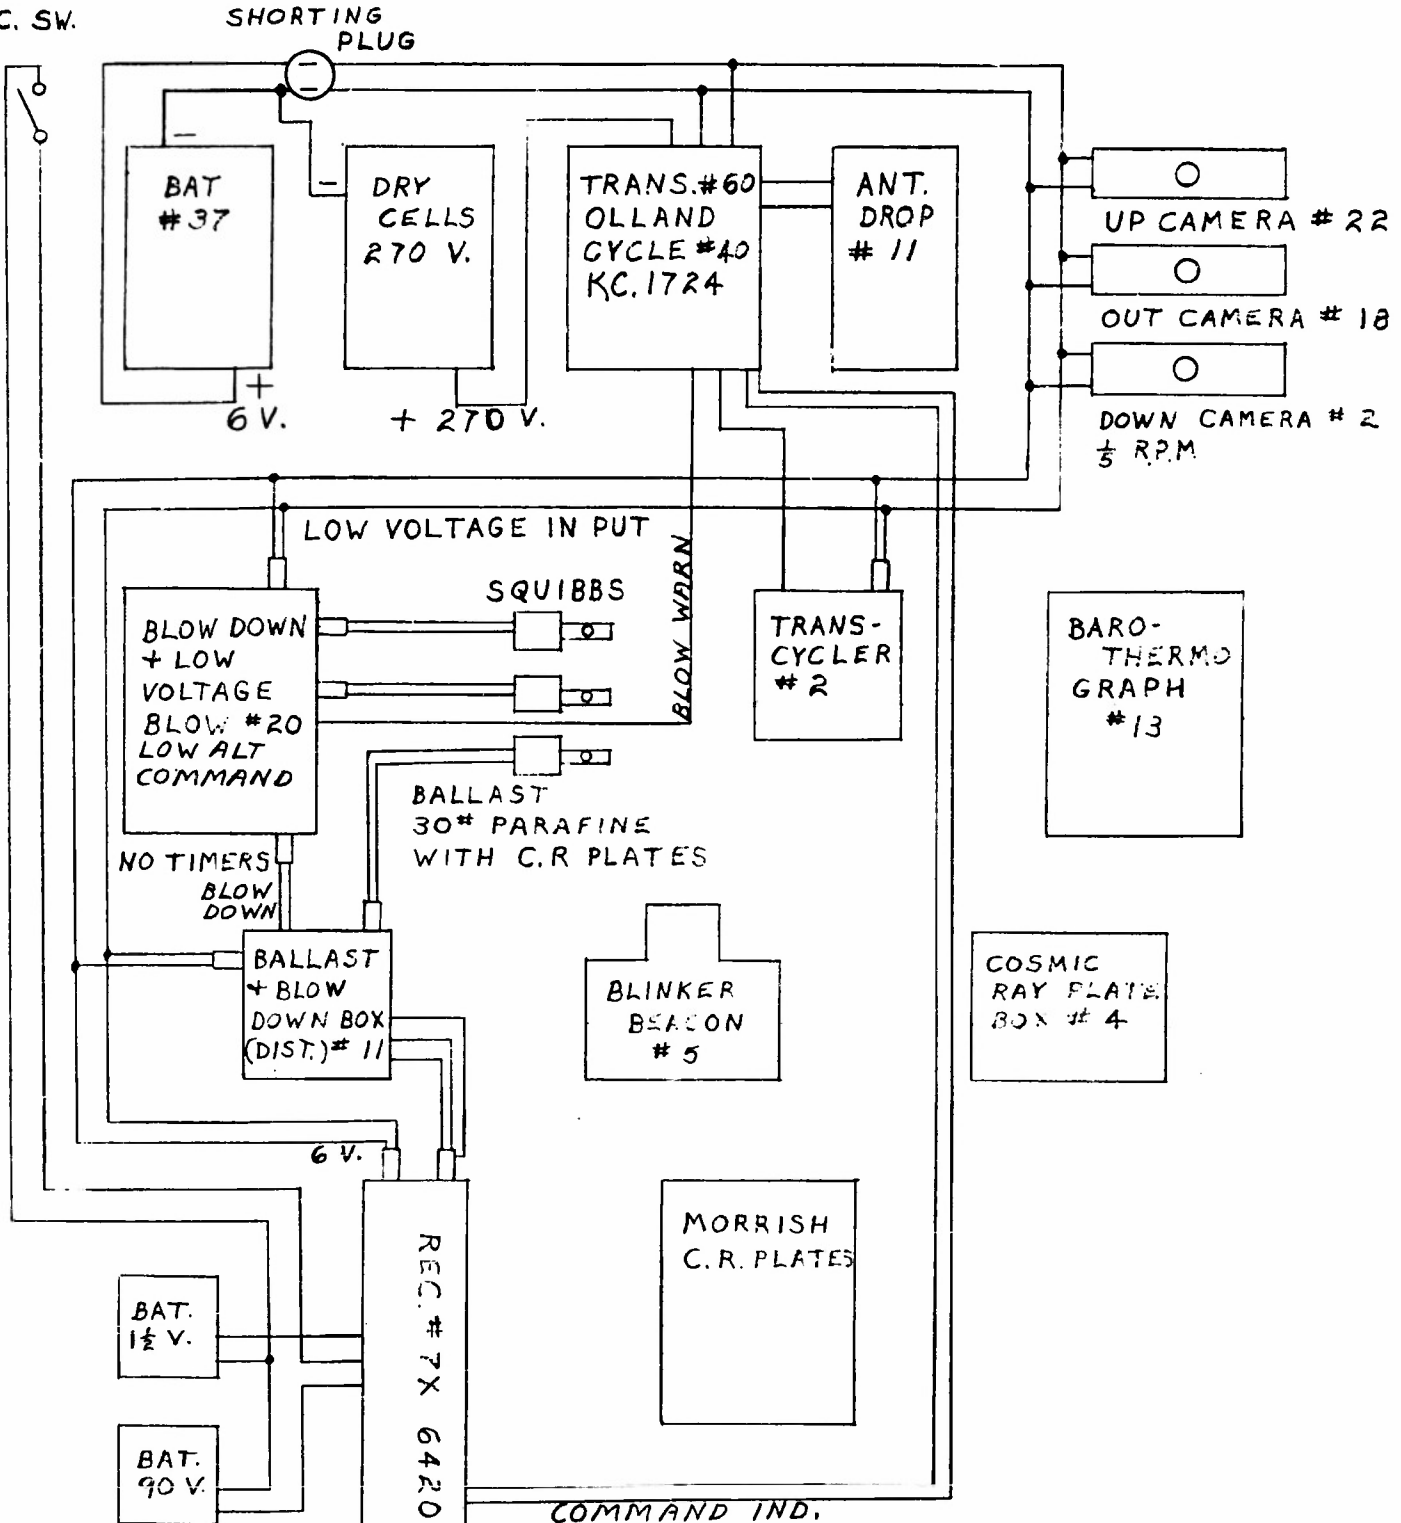 C. SW.
SHORTING
PLUG
−
−
−
BAT
# 37
+
6 V.
−
DRY
CELLS
270 V.
+ 270 V.
TRANS.#60
OLLAND
CYCLE #40
KC. 1724
ANT.
DROP
# 11
UP CAMERA # 22
OUT CAMERA # 18
DOWN CAMERA # 2
1/5 R.P.M
LOW VOLTAGE IN PUT
BLOW WARN
SQUIBBS
BLOW DOWN
+ LOW
VOLTAGE
BLOW #20
LOW ALT
COMMAND
TRANS-
CYCLER
# 2
BARO-
THERMO
GRAPH
#13
BALLAST
30# PARAFINE
WITH C.R PLATES
NO TIMERS
BLOW
DOWN
BALLAST
+ BLOW
DOWN BOX
(DIST.)# 11
BLINKER
BEACON
# 5
COSMIC
RAY PLATE
BOX # 4
6 V.
REC. # 7X 6420
MORRISH
C. R. PLATES
BAT.
1½ V.
BAT.
90 V.
COMMAND IND.